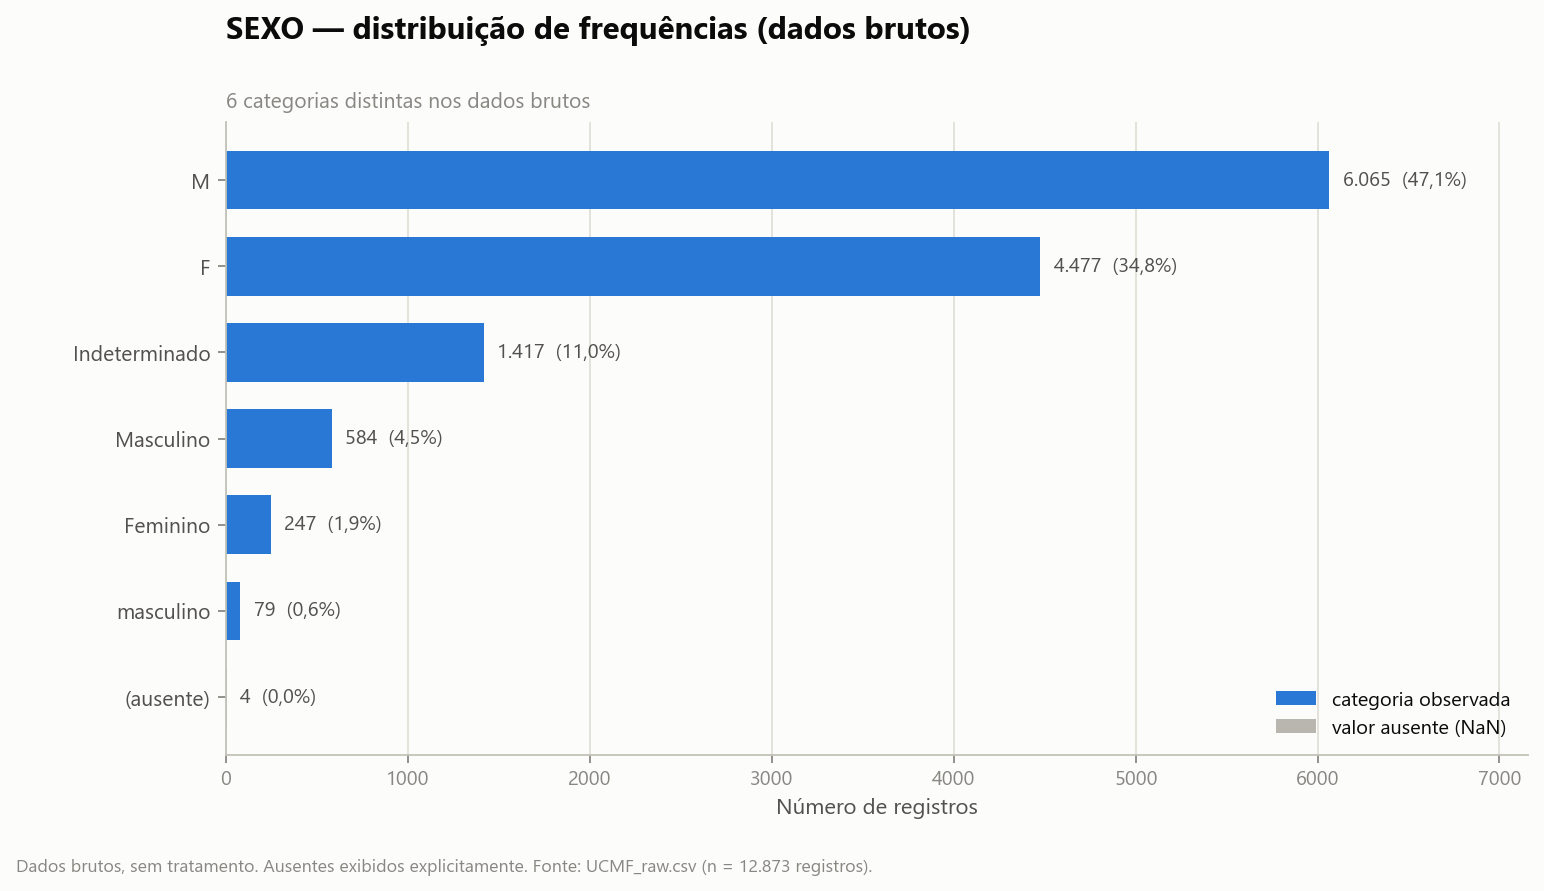 SEXO — distribuição de frequências (dados brutos)
6 categorias distintas nos dados brutos
M 6.065 (47,1%)
F 4.477 (34,8%)
Indeterminado 1.417 (11,0%)
Masculino 584 (4,5%)
Feminino 247 (1,9%)
masculino 79 (0,6%)
(ausente) 4 (0,0%)
categoria observada
valor ausente (NaN)
0 1000 2000 3000 4000 5000 6000 7000
Número de registros
Dados brutos, sem tratamento. Ausentes exibidos explicitamente. Fonte: UCMF_raw.csv (n = 12.873 registros).